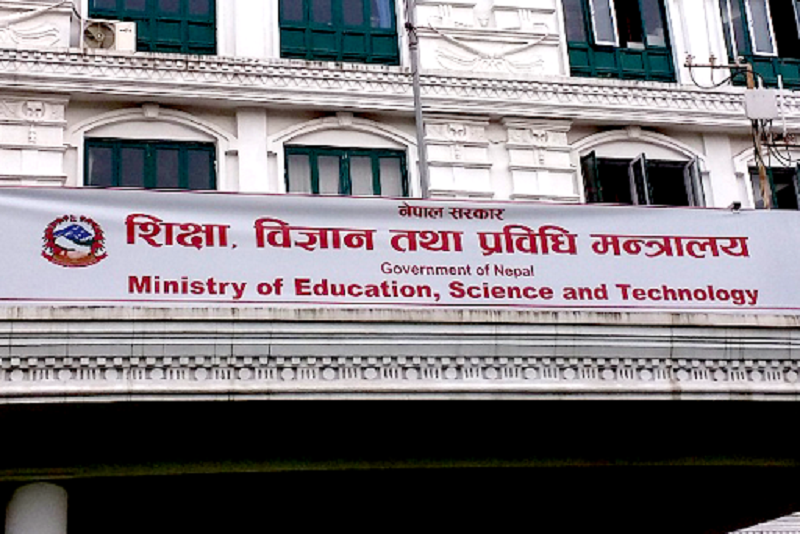 नेपाल सरकार
शिक्षा, विज्ञान तथा प्रविधि मन्त्रालय
Government of Nepal
Ministry of Education, Science and Technology